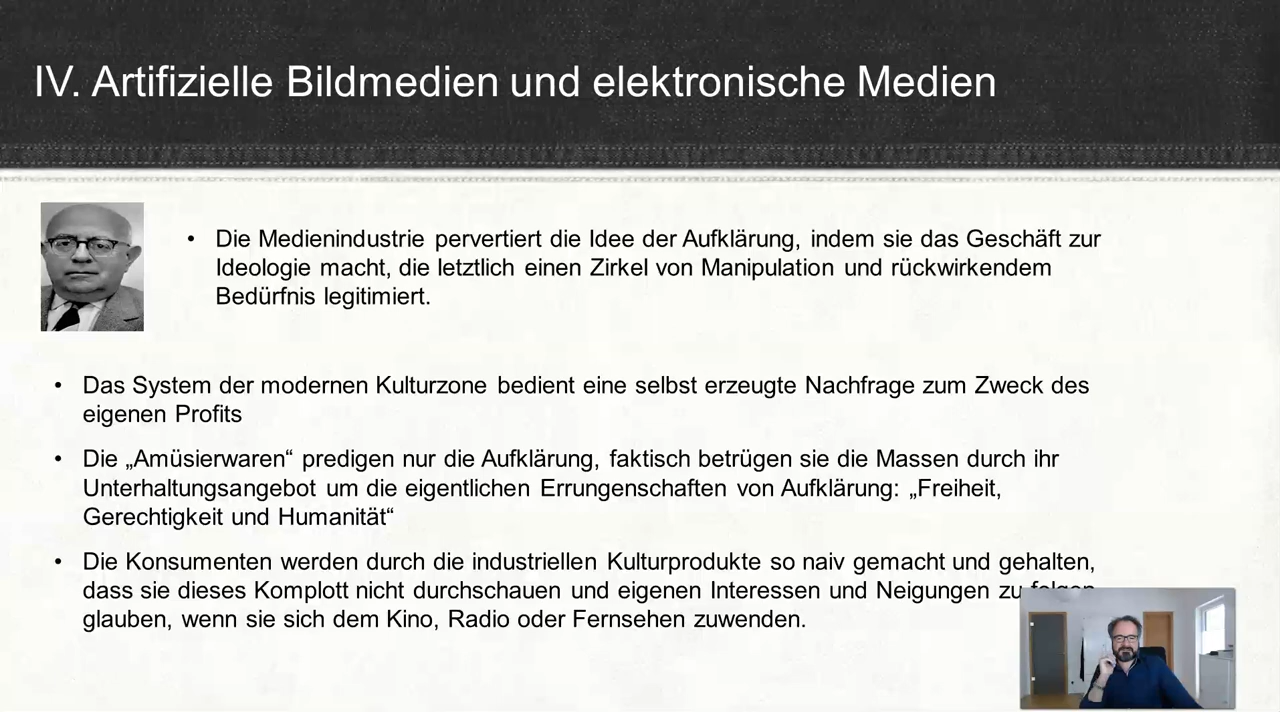 IV. Artifizielle Bildmedien und elektronische Medien
• Die Medienindustrie pervertiert die Idee der Aufklärung, indem sie das Geschäft zur
Ideologie macht, die letztlich einen Zirkel von Manipulation und rückwirkendem
Bedürfnis legitimiert.
• Das System der modernen Kulturzone bedient eine selbst erzeugte Nachfrage zum Zweck des
eigenen Profits
• Die „Amüsierwaren“ predigen nur die Aufklärung, faktisch betrügen sie die Massen durch ihr
Unterhaltungsangebot um die eigentlichen Errungenschaften von Aufklärung: „Freiheit,
Gerechtigkeit und Humanität“
• Die Konsumenten werden durch die industriellen Kulturprodukte so naiv gemacht und gehalten,
dass sie dieses Komplott nicht durchschauen und eigenen Interessen und Neigungen zu folgen
glauben, wenn sie sich dem Kino, Radio oder Fernsehen zuwenden.